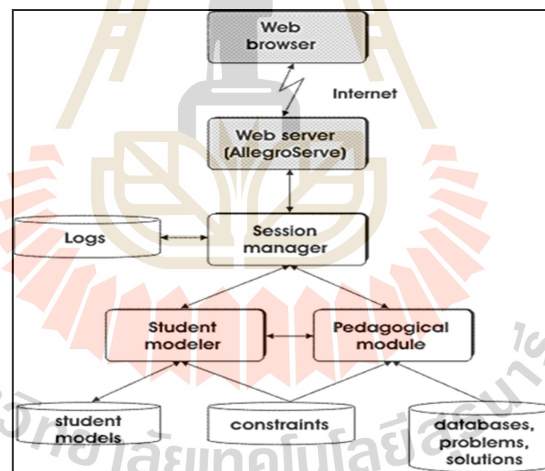 Web
browser
Internet
Web server
(AllegroServe)
Logs
Session
manager
Student
modeler
Pedagogical
module
student
models
constraints
databases,
problems,
solutions